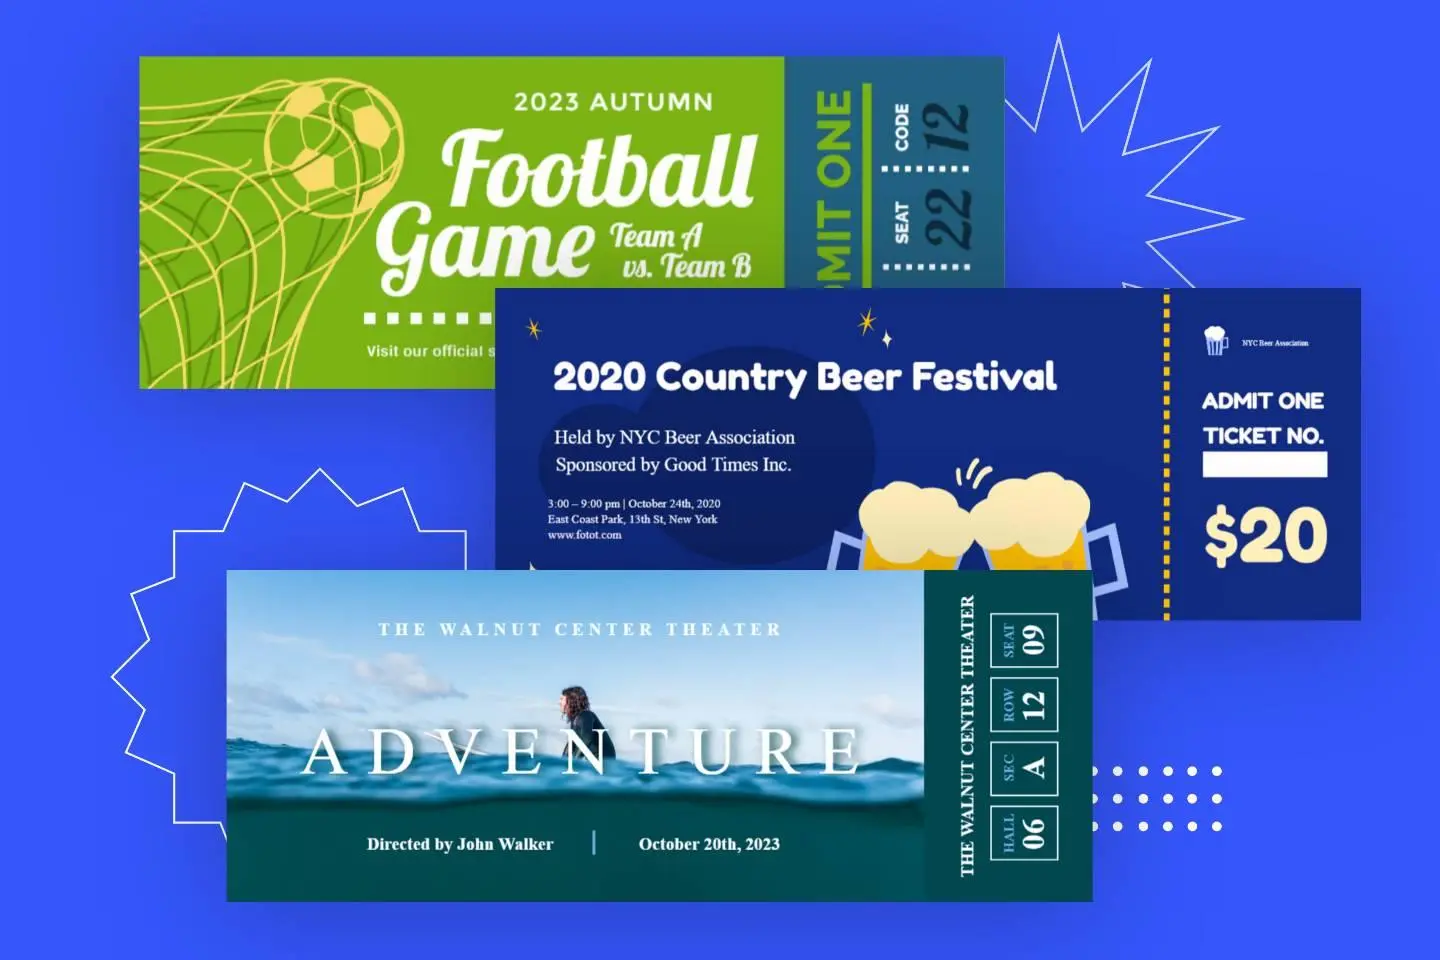 2023 AUTUMN
Football
Game
Team A
vs. Team B
Visit our official
ADMIT ONE
CODE
12
SEAT
22
2020 Country Beer Festival
Held by NYC Beer Association
Sponsored by Good Times Inc.
3:00 – 9:00 pm | October 24th, 2020
East Coast Park, 13th St, New York
www.fotot.com
NYC Beer Association
ADMIT ONE
TICKET NO.
$20
THE WALNUT CENTER THEATER
ADVENTURE
Directed by John Walker
October 20th, 2023
THE WALNUT CENTER THEATER
SEAT
09
ROW
12
SEC
A
HALL
06